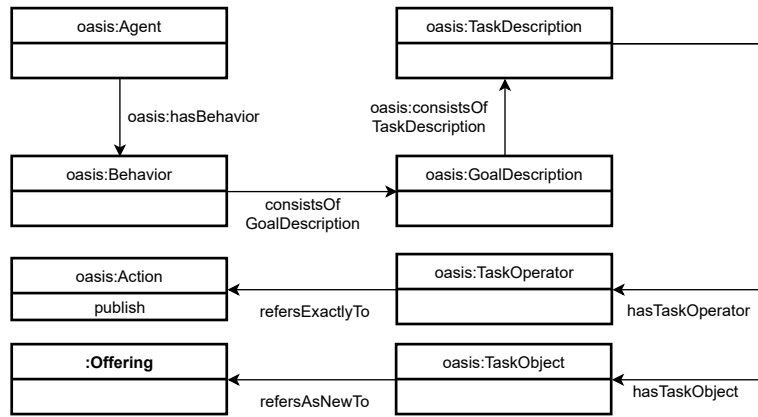 oasis:Agent
oasis:TaskDescription
oasis:hasBehavior
oasis:consistsOf
TaskDescription
oasis:Behavior
oasis:GoalDescription
consistsOf
GoalDescription
oasis:Action
publish
oasis:TaskOperator
refersExactlyTo
hasTaskOperator
:Offering
oasis:TaskObject
refersAsNewTo
hasTaskObject